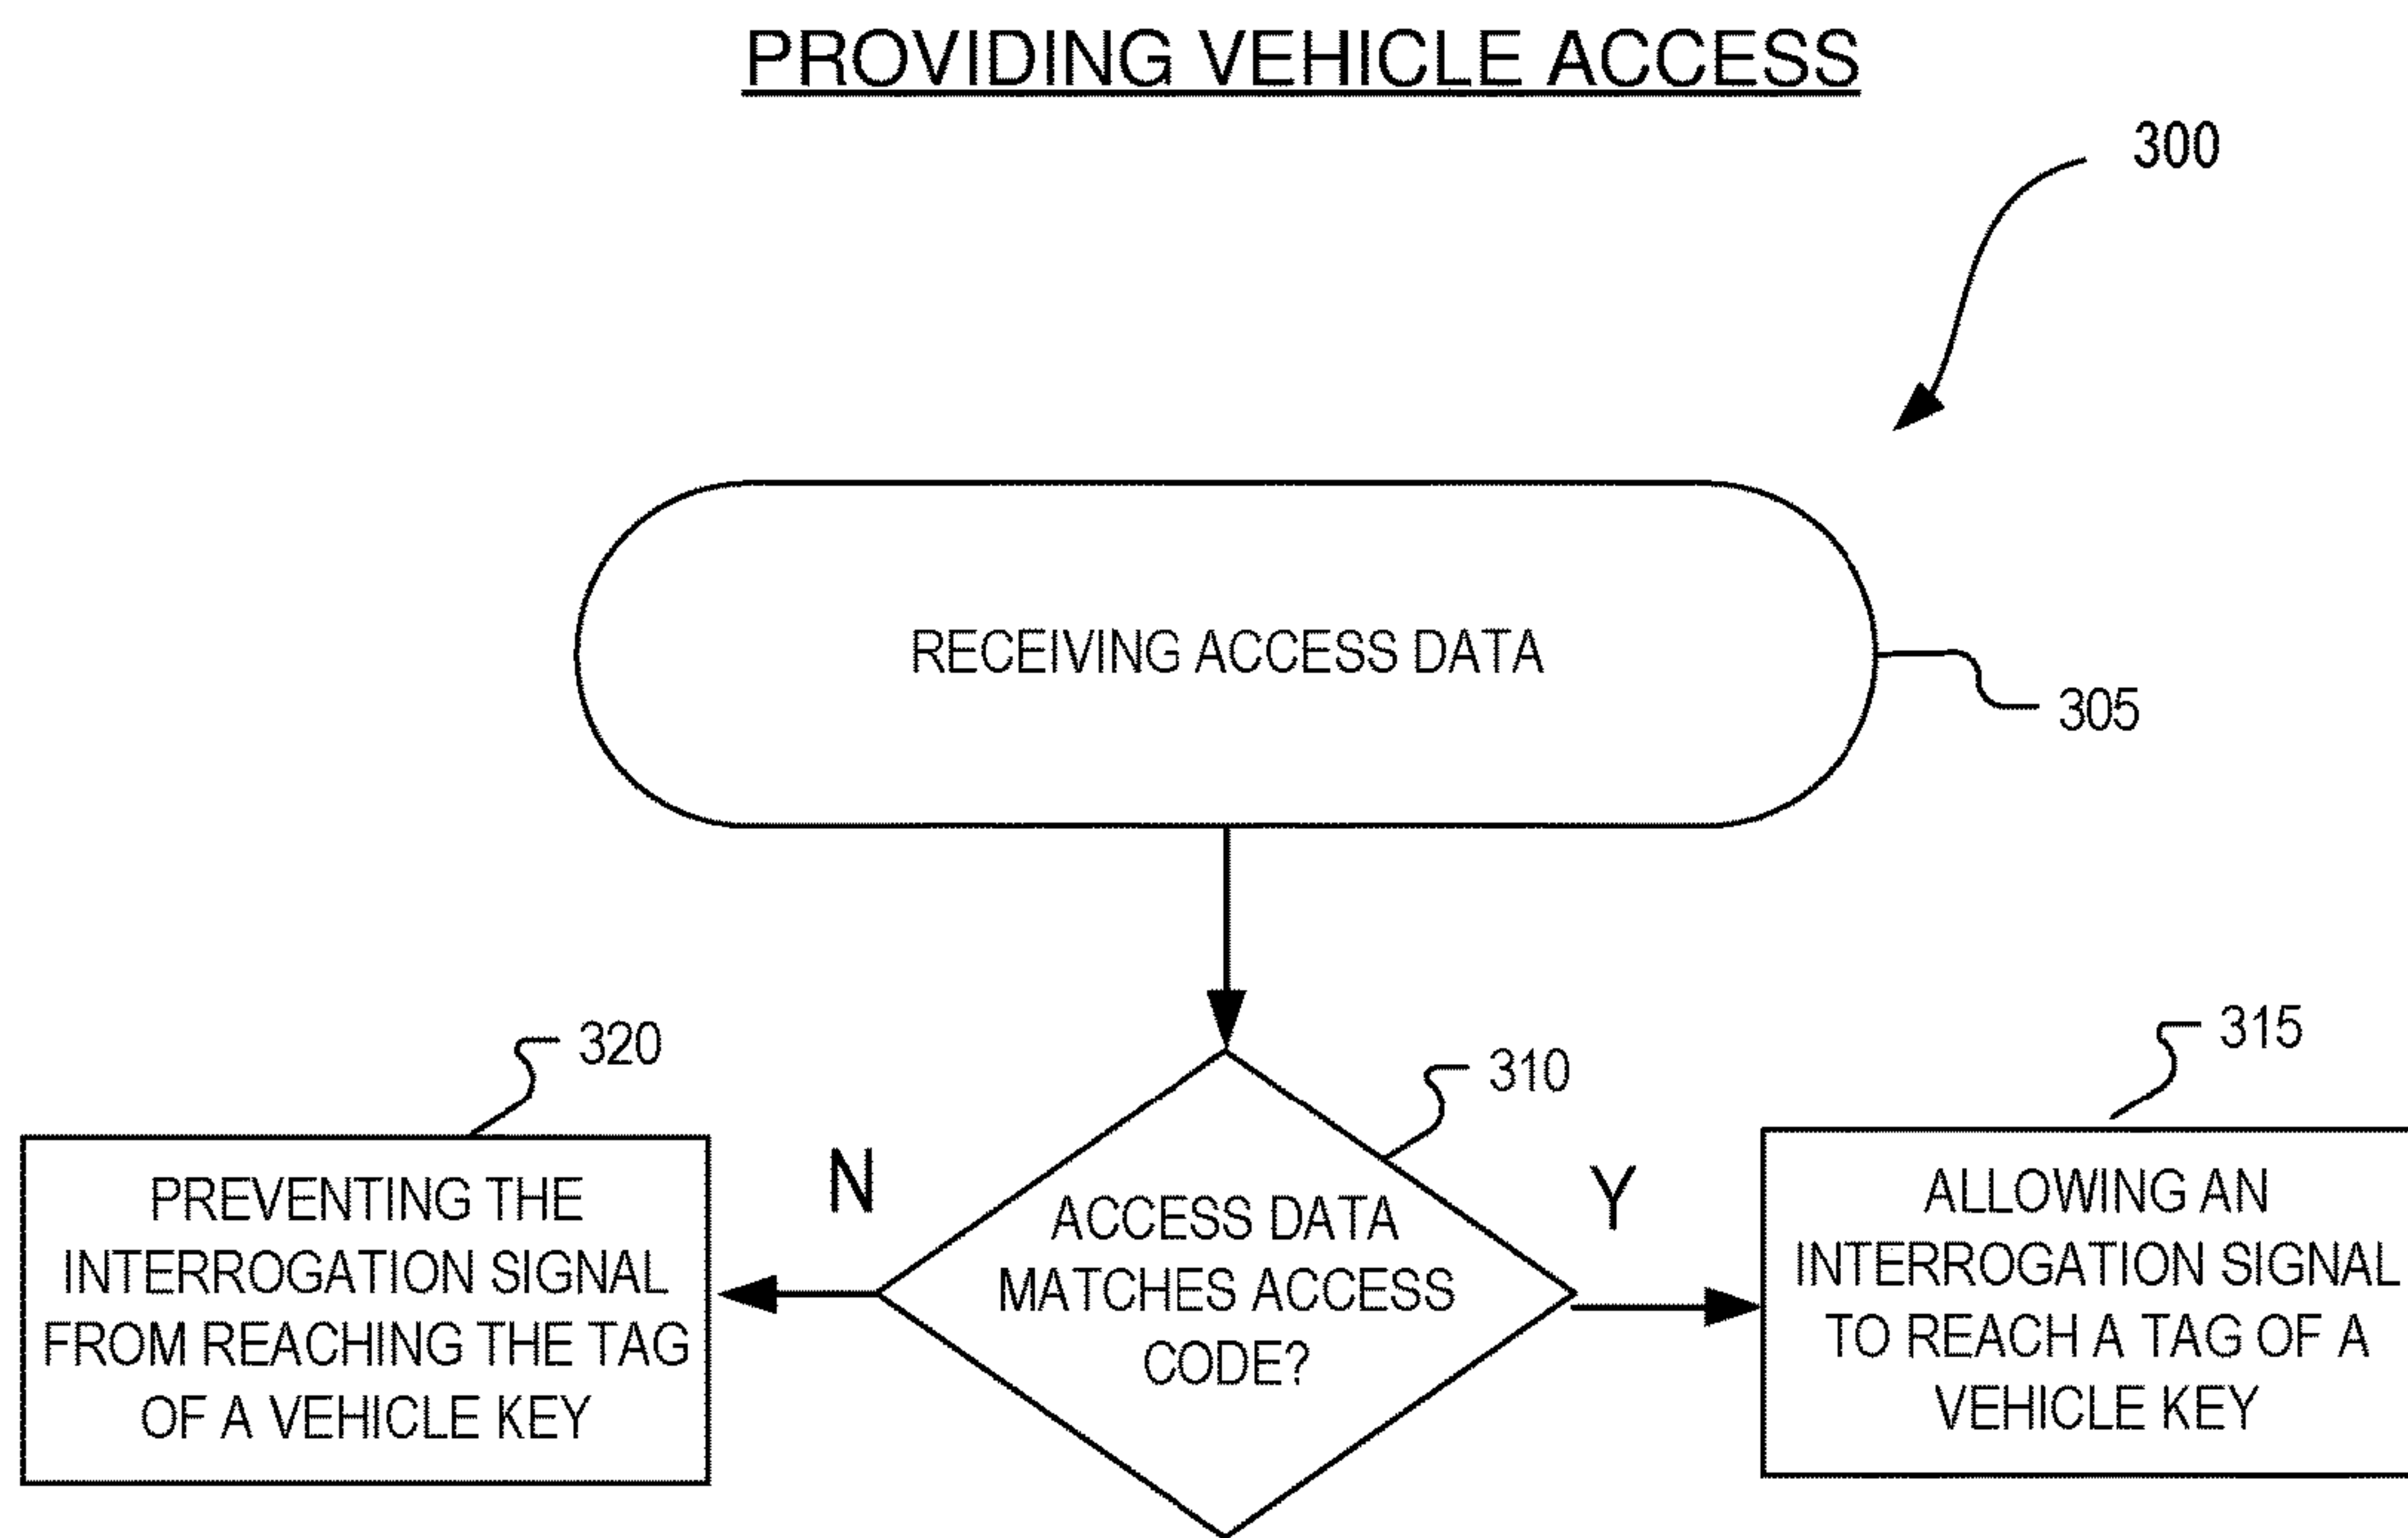 PROVIDING VEHICLE ACCESS
300
RECEIVING ACCESS DATA
305
320
PREVENTING THE
INTERROGATION SIGNAL
FROM REACHING THE TAG
OF A VEHICLE KEY
N
310
ACCESS DATA
MATCHES ACCESS
CODE?
Y
315
ALLOWING AN
INTERROGATION SIGNAL
TO REACH A TAG OF A
VEHICLE KEY